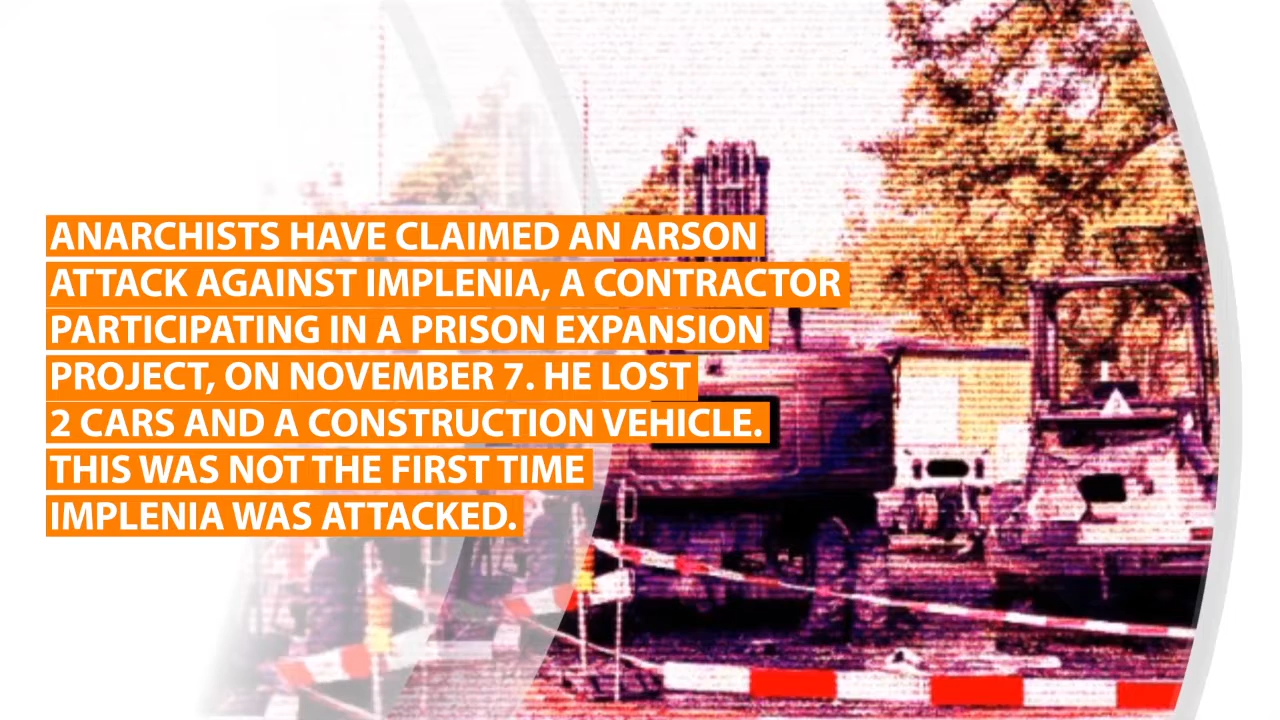 ANARCHISTS HAVE CLAIMED AN ARSON
ATTACK AGAINST IMPLENIA, A CONTRACTOR
PARTICIPATING IN A PRISON EXPANSION
PROJECT, ON NOVEMBER 7. HE LOST
2 CARS AND A CONSTRUCTION VEHICLE.
THIS WAS NOT THE FIRST TIME
IMPLENIA WAS ATTACKED.